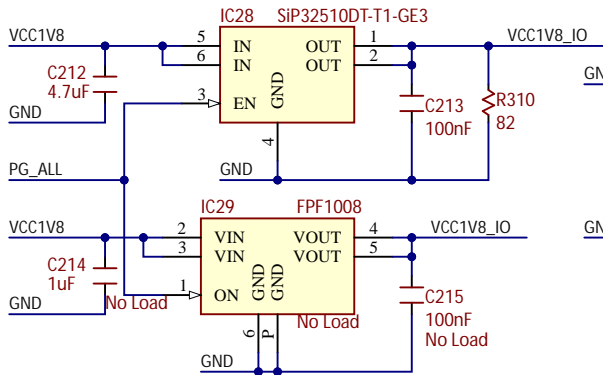 IC28 SiP32510DT-T1-GE3
VCC1V8 5 IN OUT 1 VCC1V8_IO
6 IN OUT 2
C212
4.7uF
GND
3 EN GND
4
C213
100nF
R310
82
GND
GND
PG_ALL
IC29 FPF1008
VCC1V8 2 VIN VOUT 4 VCC1V8_IO
3 VIN VOUT 5
C214
1uF
No Load
GND
1 ON GND GND
No Load
6 P
C215
100nF
No Load
GND
GND